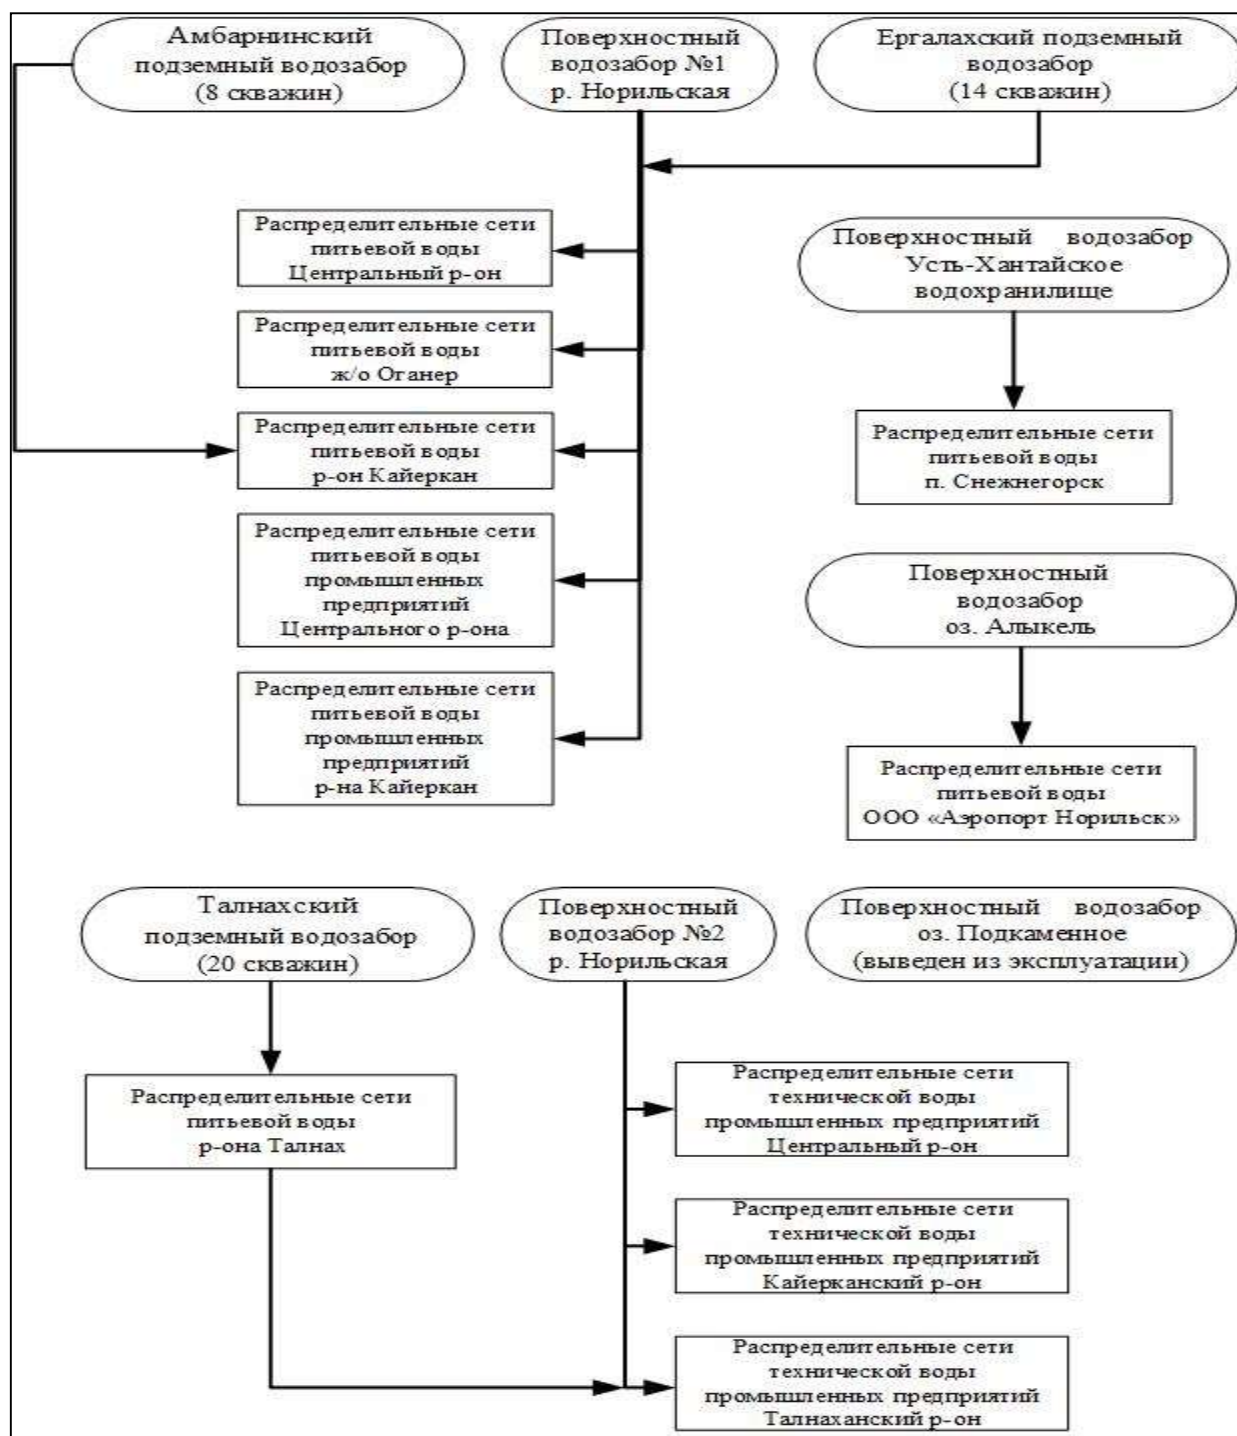 Амбарнинский
подземный водозабор
(8 скважин)
Поверхностный
водозабор №1
р. Норильская
Ергалахский подземный
водозабор
(14 скважин)
Распределительные сети
питьевой воды
Центральный р-он
Распределительные сети
питьевой воды
ж/о Оганер
Распределительные сети
питьевой воды
р-он Кайеркан
Распределительные сети
питьевой воды
промышленных
предприятий
Центрального р-она
Распределительные сети
питьевой воды
промышленных
предприятий
р-на Кайеркан
Поверхностный водозабор
Усть-Хантайское
водохранилище
Распределительные сети
питьевой воды
п. Снежнегорск
Поверхностный
водозабор
оз. Алыкель
Распределительные сети
питьевой воды
ООО «Аэропорт Норильск»
Талнахский
подземный водозабор
(20 скважин)
Поверхностный
водозабор №2
р. Норильская
Поверхностный водозабор
оз. Подкаменное
(выведен из эксплуатации)
Распределительные сети
питьевой воды
р-она Талнах
Распределительные сети
технической воды
промышленных предприятий
Центральный р-он
Распределительные сети
технической воды
промышленных предприятий
Кайерканский р-он
Распределительные сети
технической воды
промышленных предприятий
Талнаханский р-он